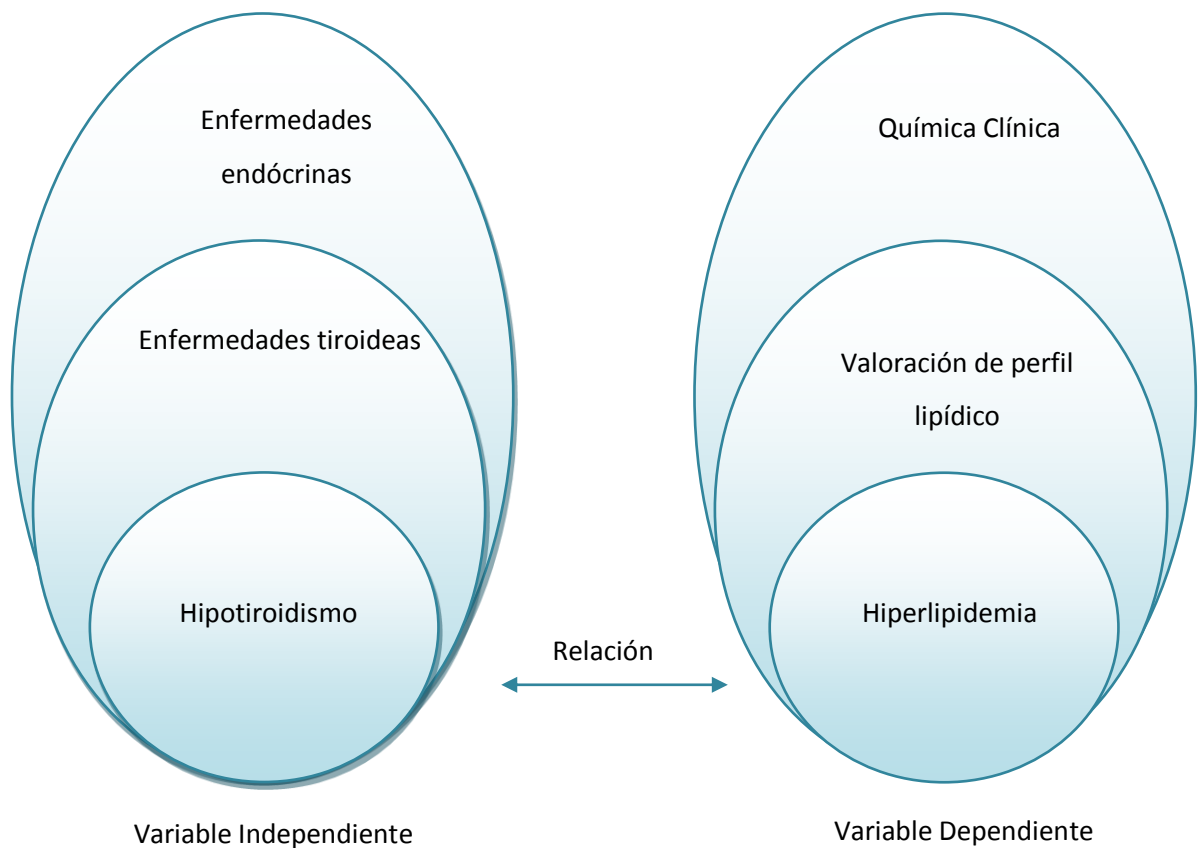 Enfermedades
endócrinas
Enfermedades tiroideas
Hipotiroidismo
Variable Independiente
Relación
Química Clínica
Valoración de perfil
lipídico
Hiperlipidemia
Variable Dependiente